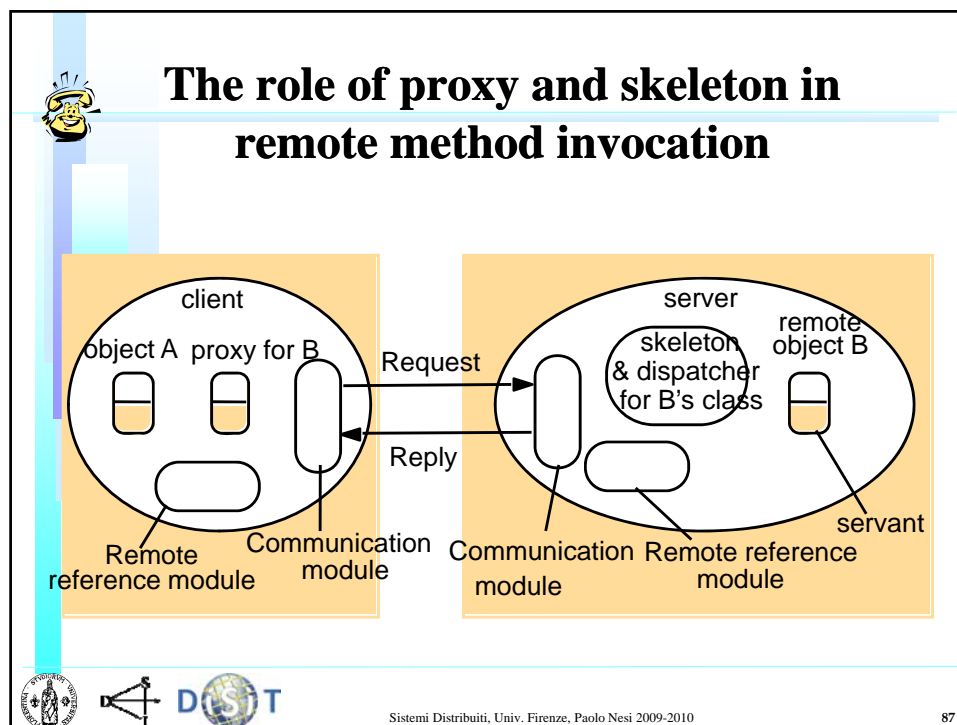 The role of proxy and skeleton in
remote method invocation
client
object A proxy for B
Request
Reply
Remote
reference module
Communication
module
server
skeleton
& dispatcher
for B's class
remote
object B
servant
Communication
module
Remote reference
module
DISIT
Sistemi Distribuiti, Univ. Firenze, Paolo Nesi 2009-2010
87